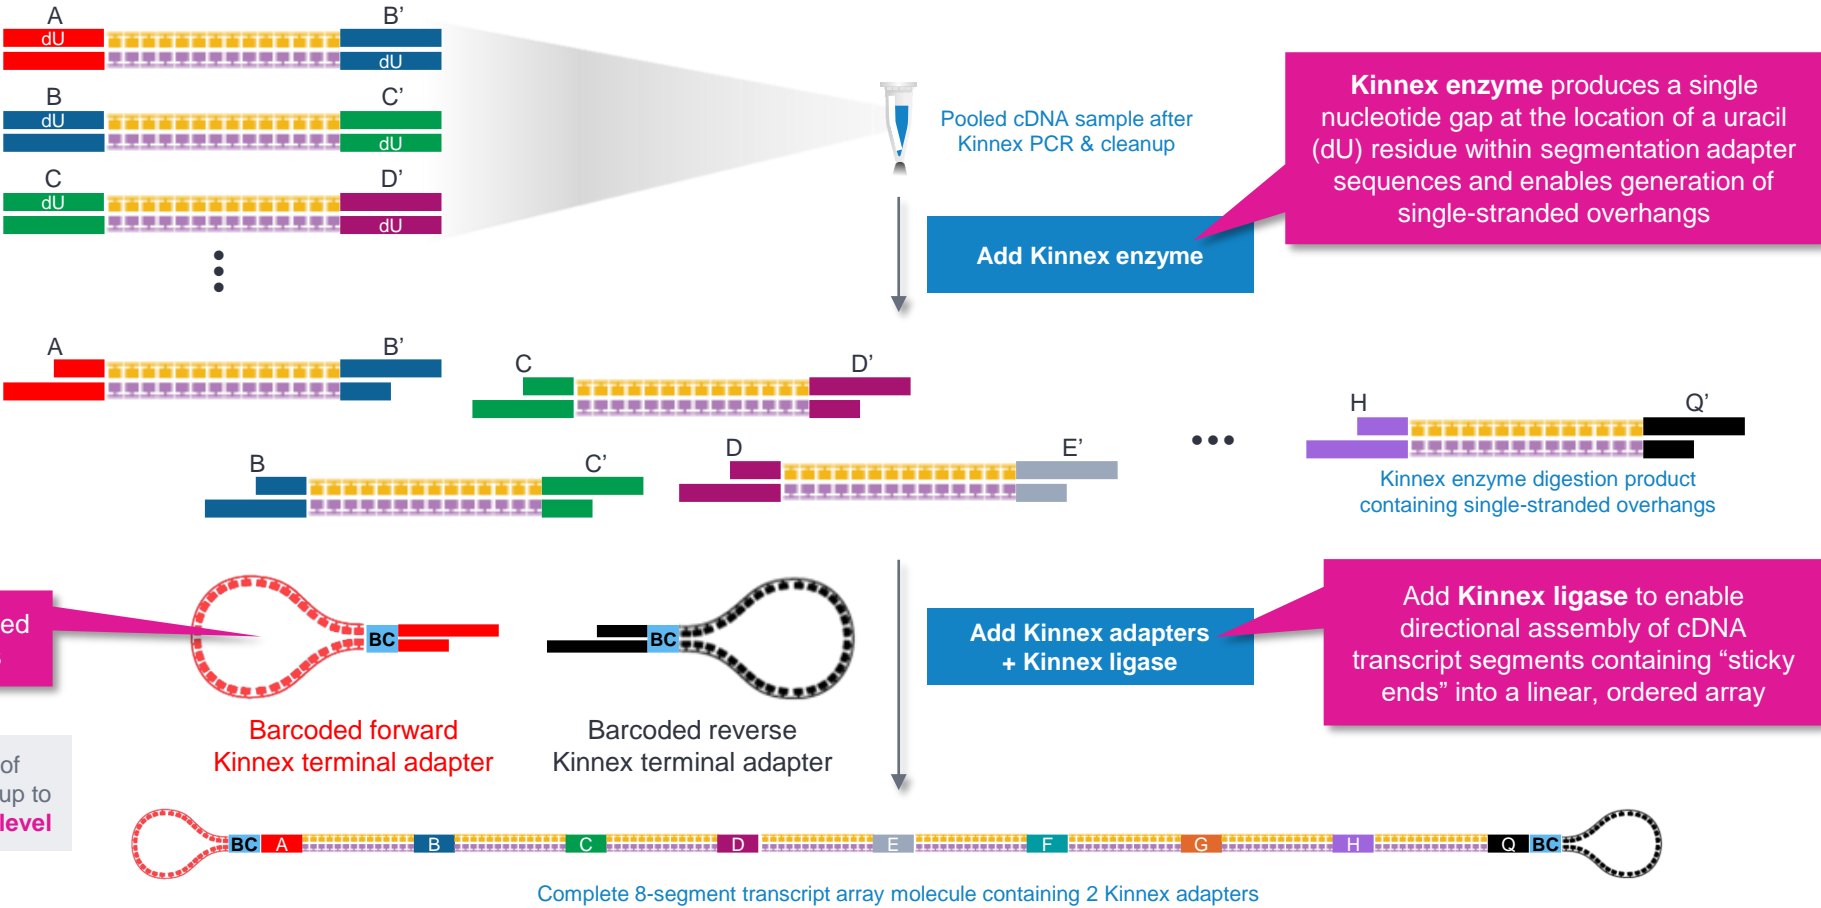 A
B’
dU
dU
B
C’
dU
dU
C
D’
dU
dU
Pooled cDNA sample after
Kinnex PCR & cleanup
Kinnex enzyme produces a single
nucleotide gap at the location of a uracil
(dU) residue within segmentation adapter
sequences and enables generation of
single-stranded overhangs
Add Kinnex enzyme
A
B’
C
D’
H
Q’
B
C’
D
E’
Kinnex enzyme digestion product
containing single-stranded overhangs
ed
BC
BC
Barcoded forward
Kinnex terminal adapter
Barcoded reverse
Kinnex terminal adapter
Add Kinnex adapters
+ Kinnex ligase
Add Kinnex ligase to enable
directional assembly of cDNA
transcript segments containing “sticky
ends” into a linear, ordered array
of
up to
level
BC A B C D E F G H Q BC
Complete 8-segment transcript array molecule containing 2 Kinnex adapters